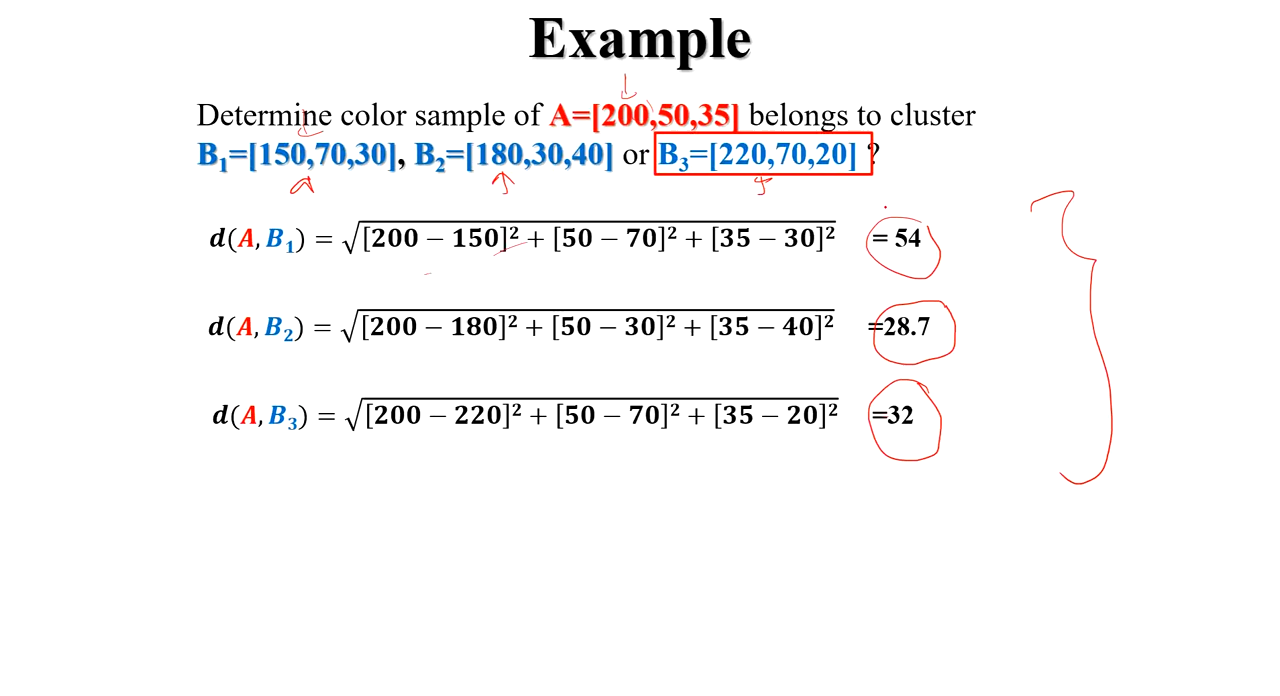 Example
Determine color sample of A=[200,50,35] belongs to cluster
B₁=[150,70,30], B₂=[180,30,40] or B₃=[220,70,20] ?
d(A, B₁) = √[200 − 150]² + [50 − 70]² + [35 − 30]² = 54
d(A, B₂) = √[200 − 180]² + [50 − 30]² + [35 − 40]² =28.7
d(A, B₃) = √[200 − 220]² + [50 − 70]² + [35 − 20]² =32